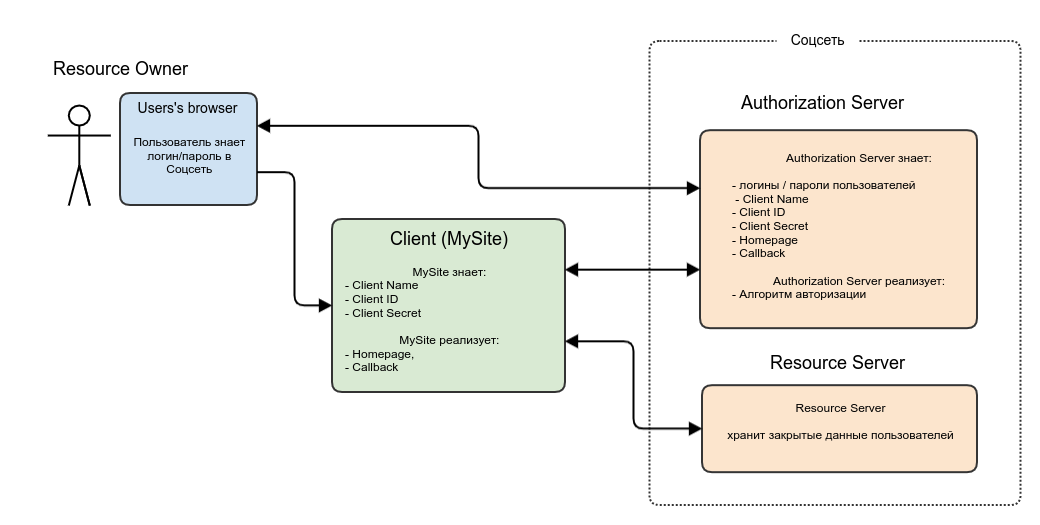 Соцсеть
Resource Owner
Users's browser
Пользователь знает
логин/пароль в
Соцсеть
Authorization Server
Authorization Server знает:
- логины / пароли пользователей
- Client Name
- Client ID
- Client Secret
- Homepage
- Callback
Authorization Server реализует:
- Алгоритм авторизации
Client (MySite)
MySite знает:
- Client Name
- Client ID
- Client Secret
MySite реализует:
- Homepage,
- Callback
Resource Server
Resource Server
хранит закрытые данные пользователей